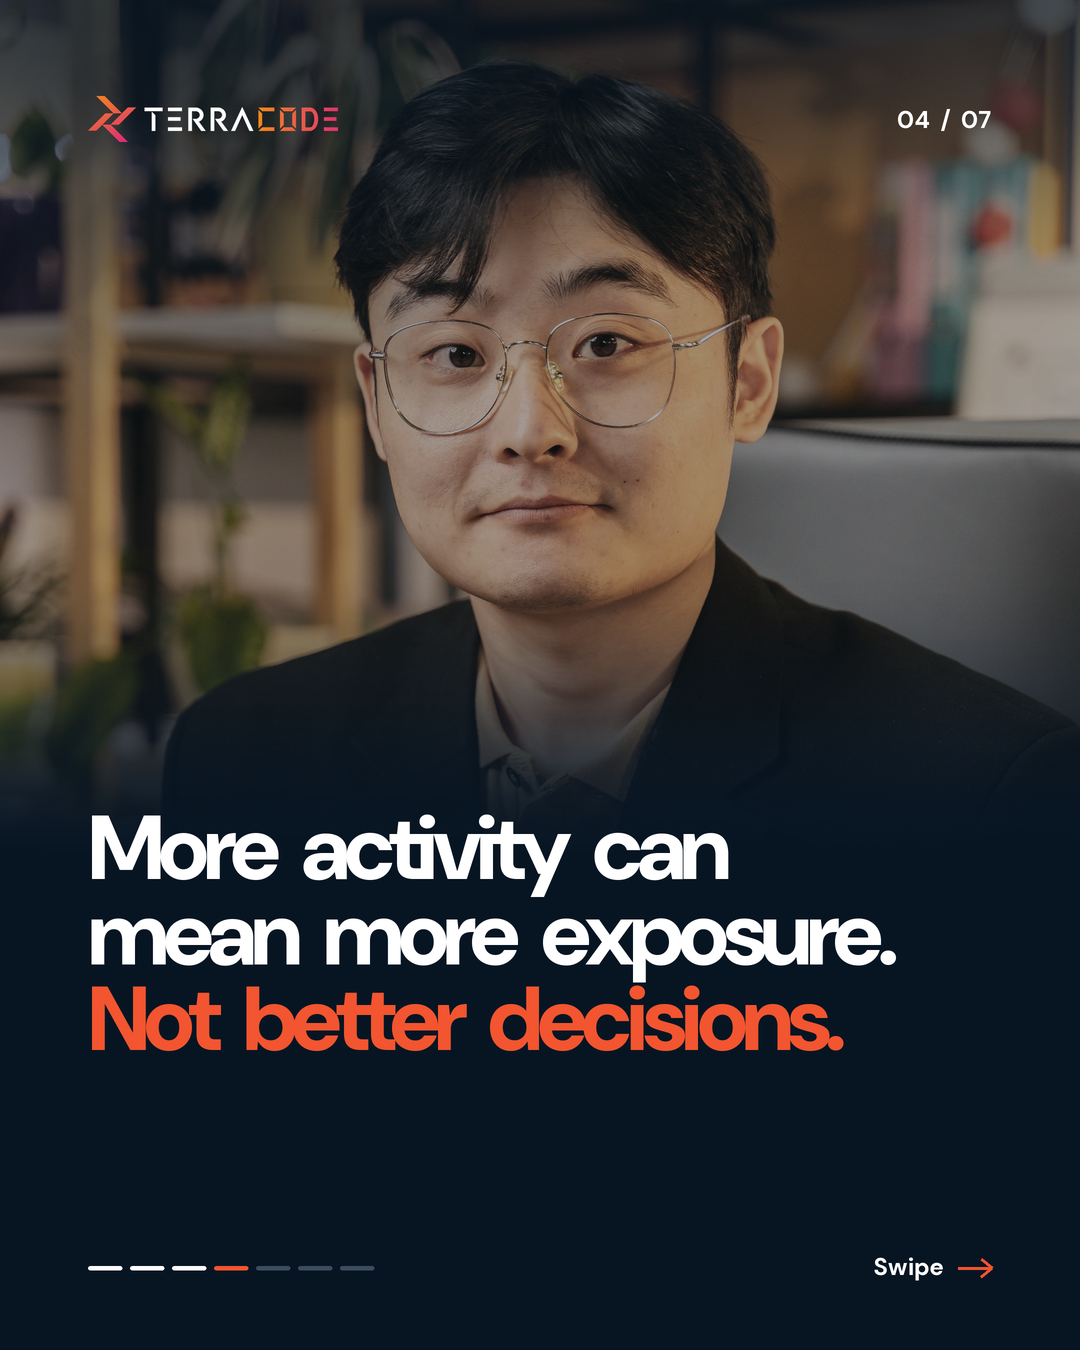 TERRACODE
04 / 07
More activity can
mean more exposure.
Not better decisions.
Swipe